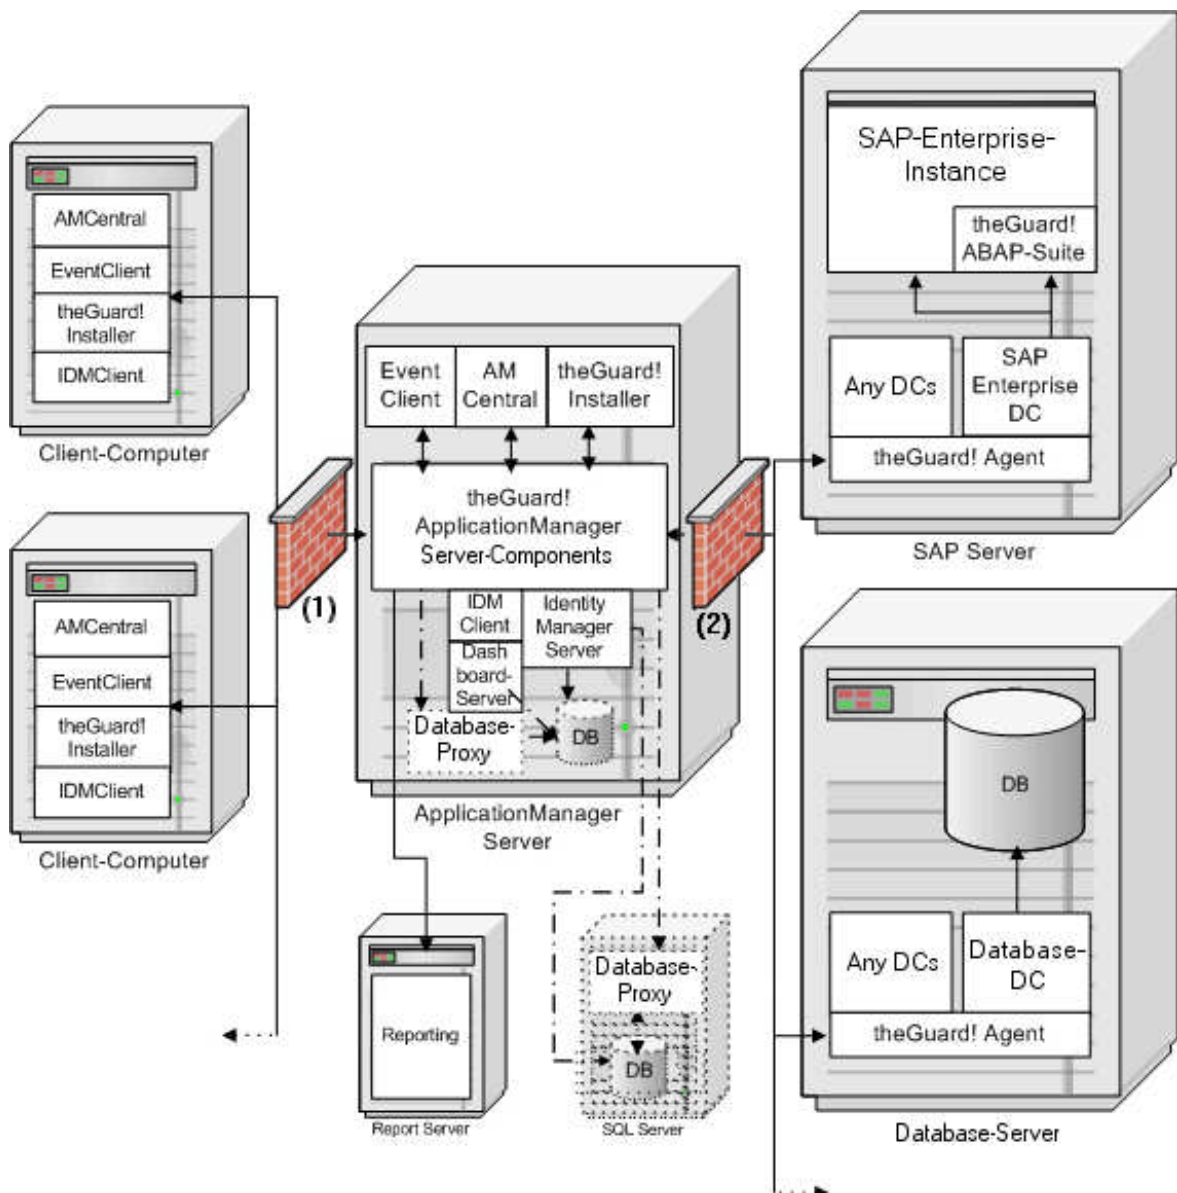 AMCentral
EventClient
theGuard!
Installer
IDMClient
Client-Computer
AMCentral
EventClient
theGuard!
Installer
IDMClient
Client-Computer
(1)
Event
Client
AM
Central
theGuard!
Installer
theGuard!
ApplicationManager
Server-Components
IDM
Client
Identity
Manager
Server
Dash
board-
Server
Database-
Proxy
DB
ApplicationManager
Server
(2)
Reporting
Report Server
Database-
Proxy
DB
SQL Server
SAP-Enterprise-
Instance
theGuard!
ABAP-Suite
Any DCs
SAP
Enterprise
DC
theGuard! Agent
SAP Server
DB
Any DCs
Database-
DC
theGuard! Agent
Database-Server